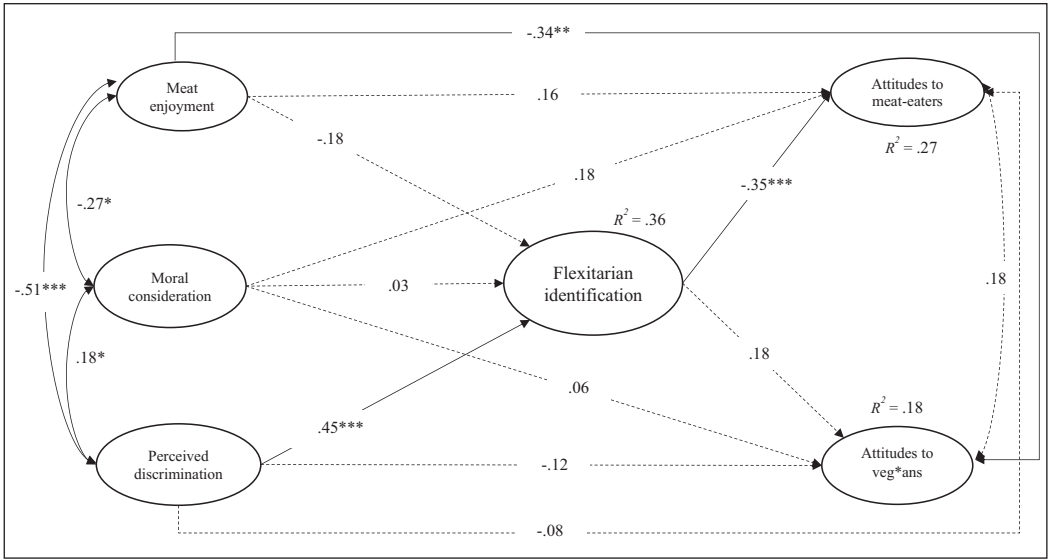 -.34**
Meat
enjoyment
.16
Attitudes to
meat-eaters
R² = .27
-.18
.18
-.35***
-.27*
R² = .36
Moral
consideration
.03
Flexitarian
identification
-.51***
.18
.18*
.18
.06
R² = .18
.45***
Perceived
discrimination
-.12
Attitudes to
veg*ans
-.08